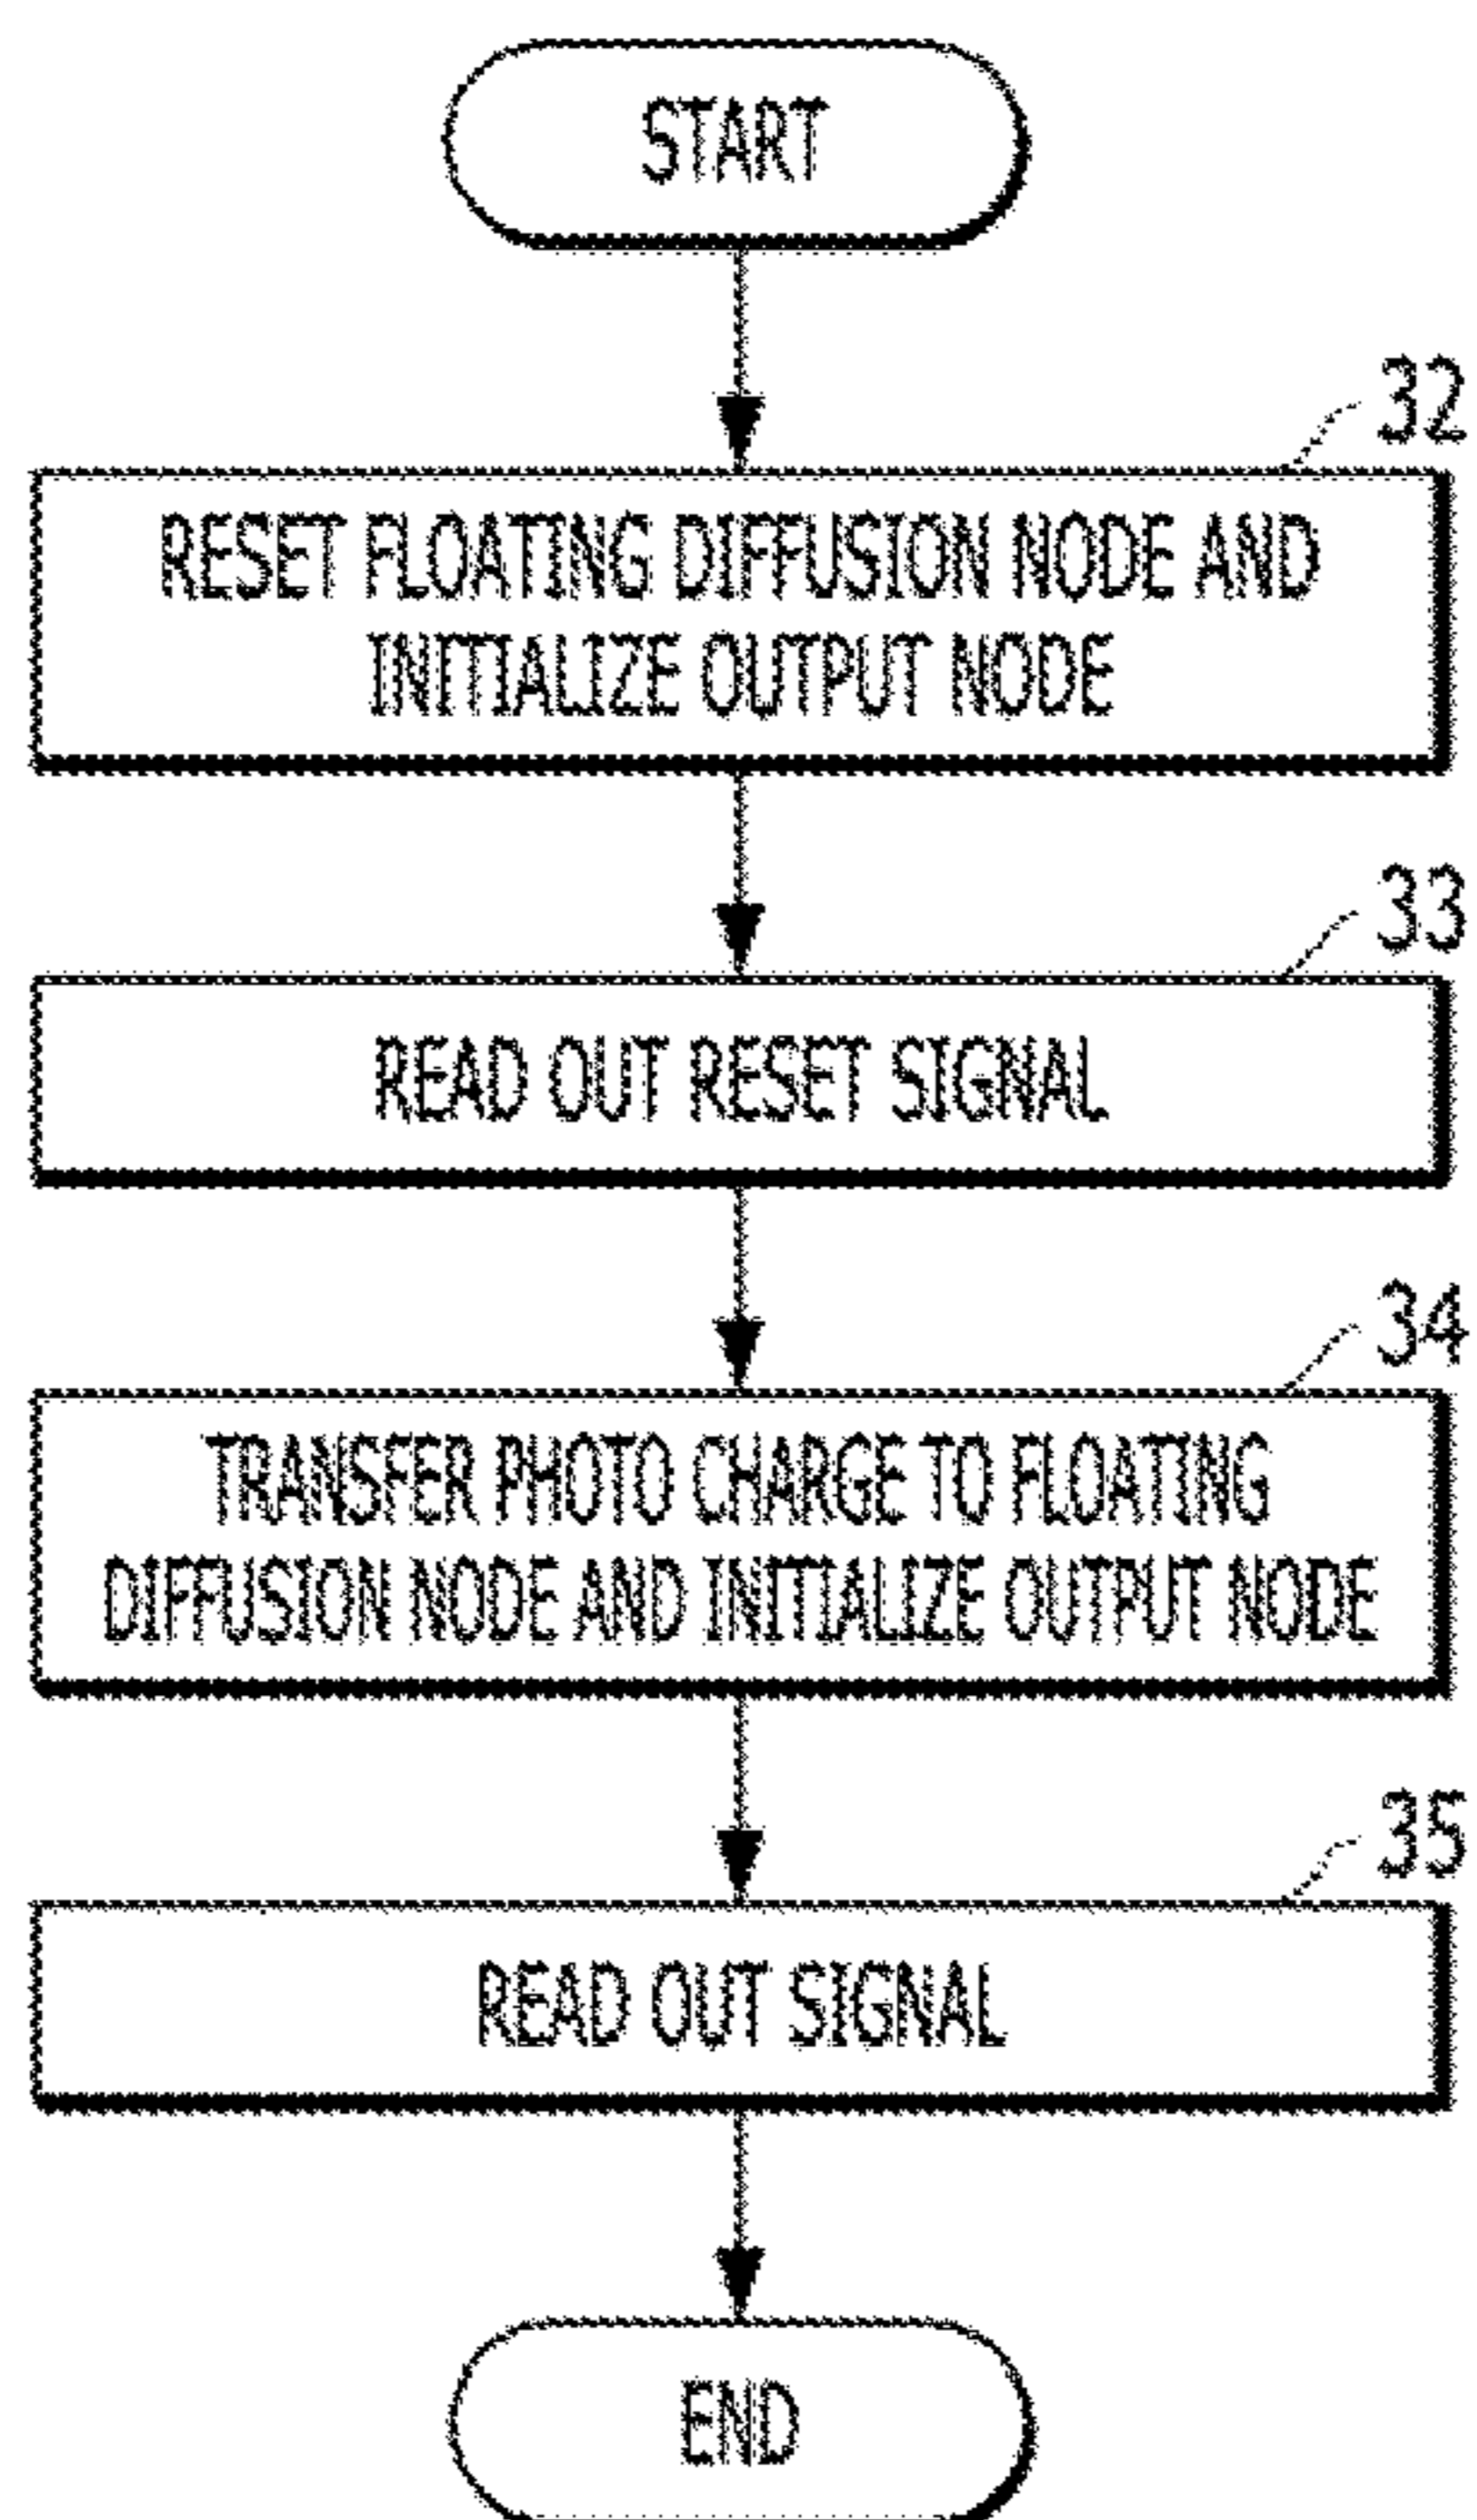 START
32
RESET FLOATING DIFFUSION NODE AND
INITIALIZE OUTPUT NODE
33
READ OUT RESET SIGNAL
34
TRANSFER PHOTO CHARGE TO FLOATING
DIFFUSION NODE AND INITIALIZE OUTPUT NODE
35
READ OUT SIGNAL
END